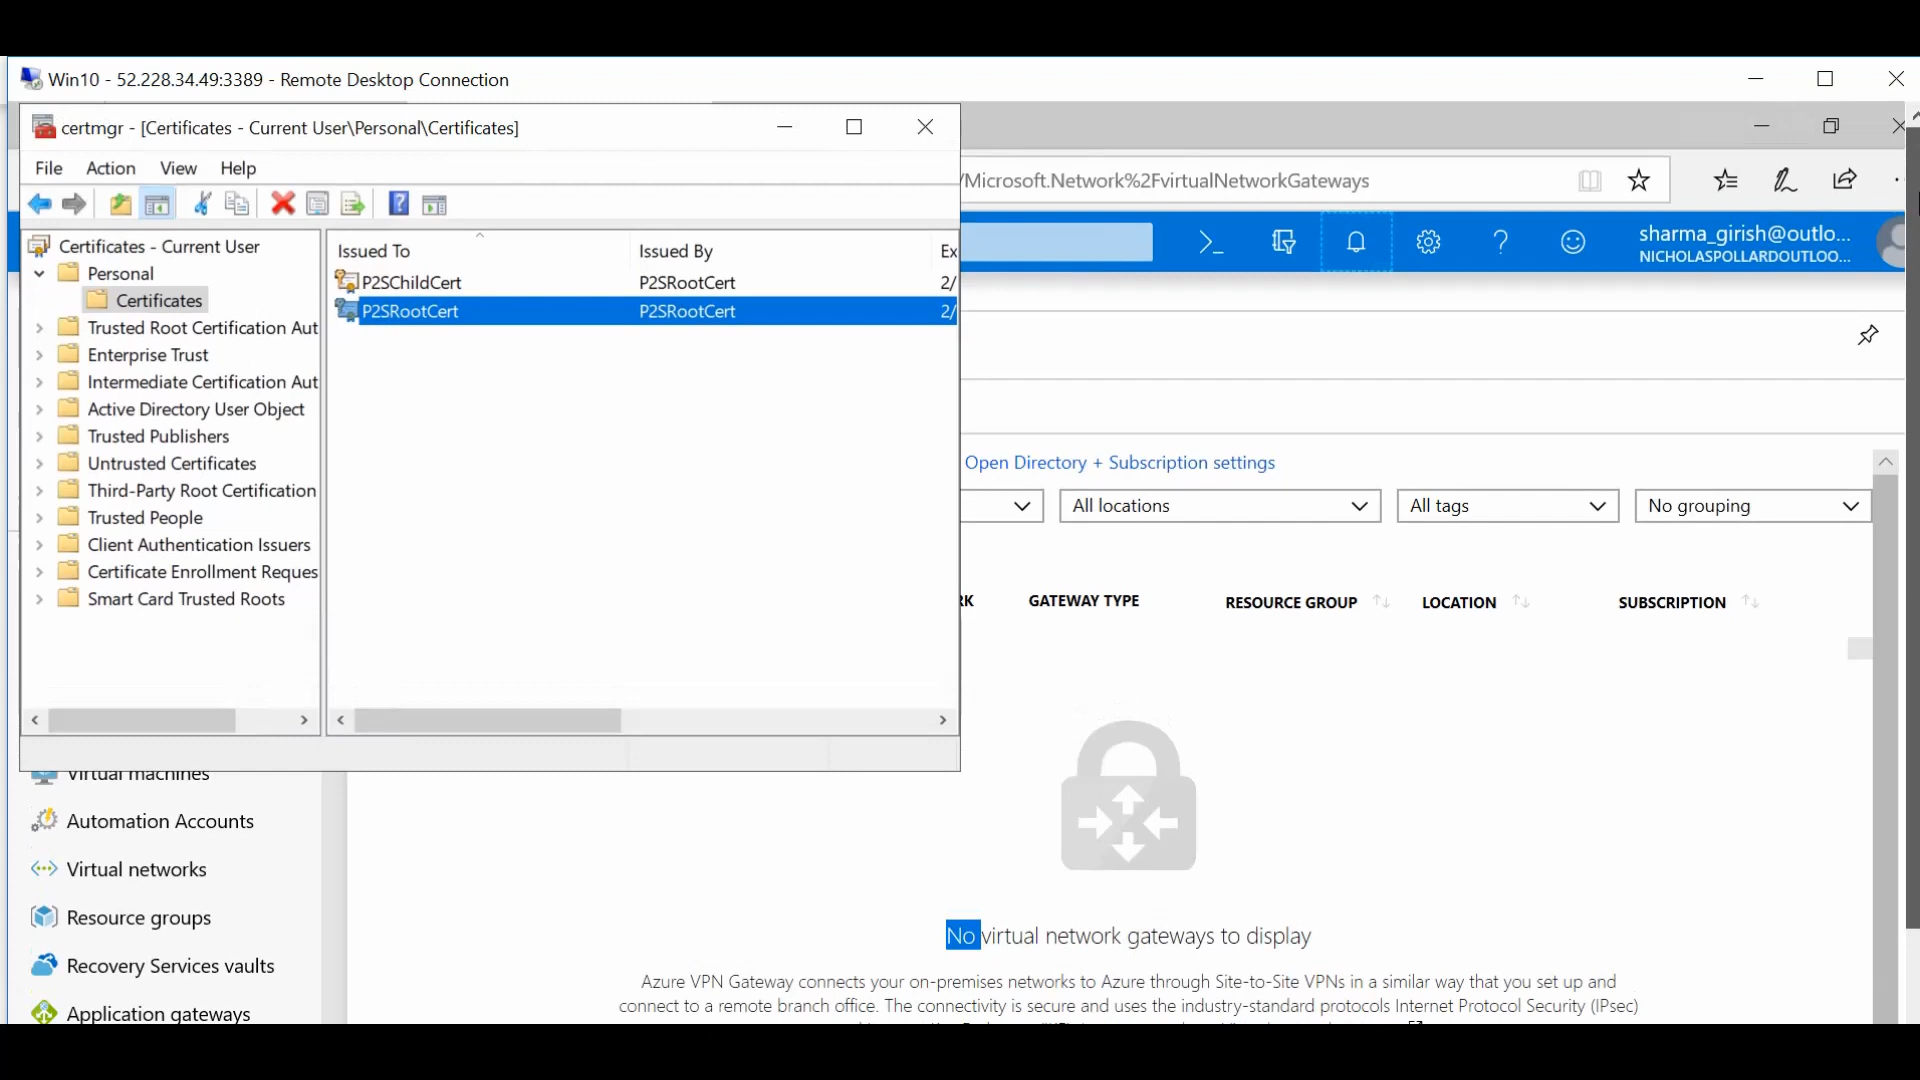 Win10 - 52.228.34.49:3389 - Remote Desktop Connection
certmgr - [Certificates - Current User\Personal\Certificates]
File Action View Help
Certificates - Current User
Personal
Certificates
Trusted Root Certification Aut
Enterprise Trust
Intermediate Certification Aut
Active Directory User Object
Trusted Publishers
Untrusted Certificates
Third-Party Root Certification
Trusted People
Client Authentication Issuers
Certificate Enrollment Reques
Smart Card Trusted Roots
Issued To Issued By Ex
P2SChildCert P2SRootCert 2/
P2SRootCert P2SRootCert 2/
/Microsoft.Network%2FvirtualNetworkGateways
sharma_girish@outlo...
NICHOLASPOLLARDOUTLOO...
Open Directory + Subscription settings
All locations All tags No grouping
RK GATEWAY TYPE RESOURCE GROUP LOCATION SUBSCRIPTION
Virtual machines
Automation Accounts
Virtual networks
Resource groups
Recovery Services vaults
Application gateways
No virtual network gateways to display
Azure VPN Gateway connects your on-premises networks to Azure through Site-to-Site VPNs in a similar way that you set up and
connect to a remote branch office. The connectivity is secure and uses the industry-standard protocols Internet Protocol Security (IPsec)